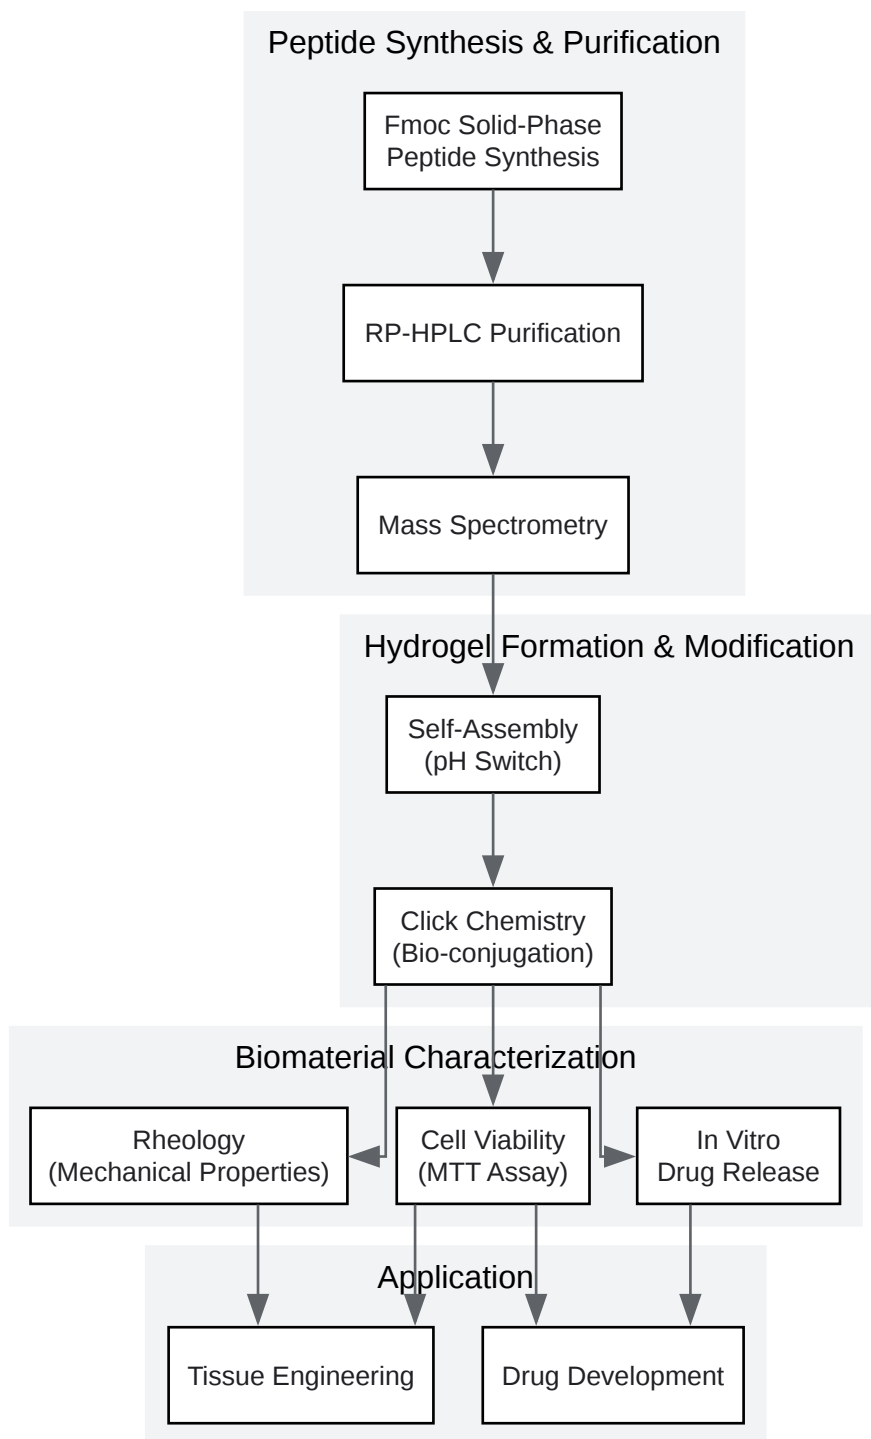 Peptide Synthesis & Purification
Fmoc Solid-Phase
Peptide Synthesis
RP-HPLC Purification
Mass Spectrometry
Hydrogel Formation & Modification
Self-Assembly
(pH Switch)
Click Chemistry
(Bio-conjugation)
Biomaterial Characterization
Rheology
(Mechanical Properties)
Cell Viability
(MTT Assay)
In Vitro
Drug Release
Application
Tissue Engineering
Drug Development